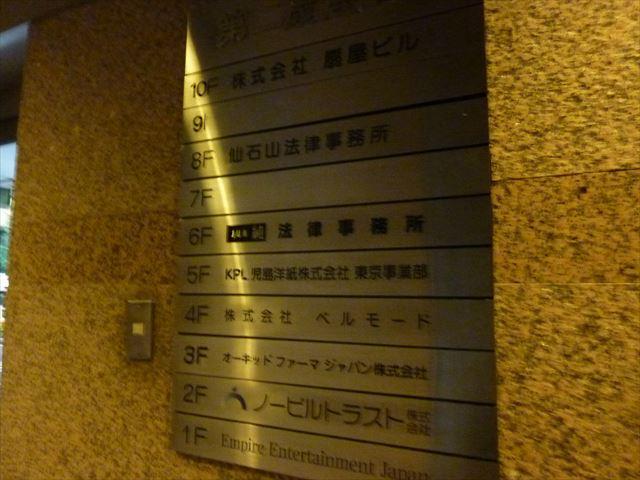 10F 株式会社 扇屋ビル
9F
8F 仙石山法律事務所
7F
6F 法律事務所
5F KPL 児島洋紙株式会社 東京事業部
4F 株式会社 ベルモード
3F オーキッド ファーマ ジャパン株式会社
2F ノービルトラスト株式会社
1F Empire Entertainment Japan